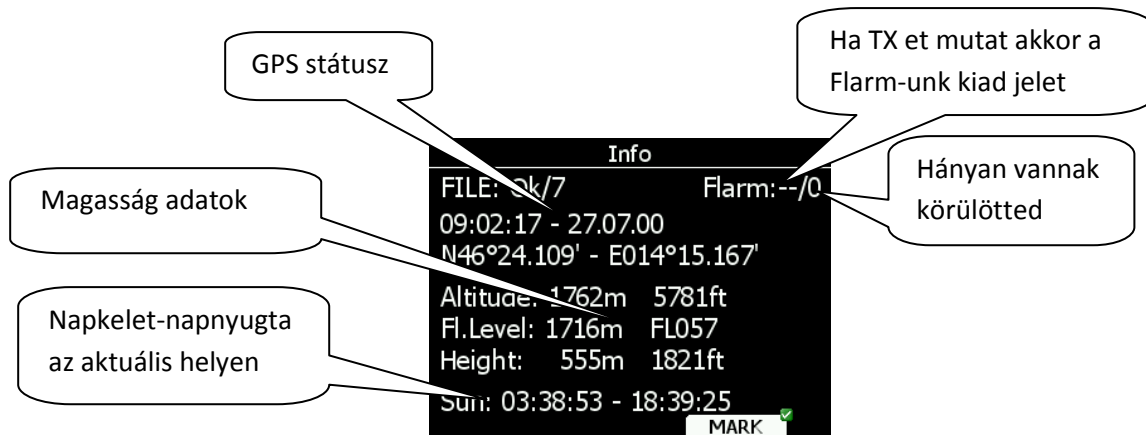 GPS státusz
Ha TX et mutat akkor a
Flarm-unk kiad jelet
Magasság adatok
Hányan vannak
körülötted
Napkelet-napnyugta
az aktuális helyen
Info
FILE: Ok/7 Flarm:--/0
09:02:17 - 27.07.00
N46°24.109' - E014°15.167'
Altitude: 1762m 5781ft
Fl.Level: 1716m FL057
Height: 555m 1821ft
Sun: 03:38:53 - 18:39:25
MARK